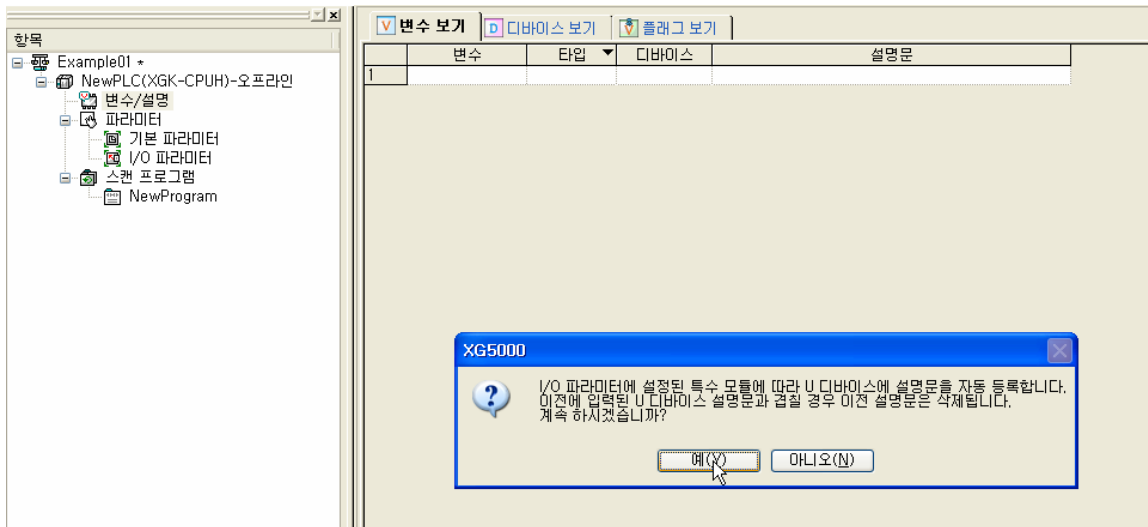 항목
Example01 *
NewPLC(XGK-CPUH)-오프라인
변수/설명
파라미터
기본 파라미터
I/O 파라미터
스캔 프로그램
NewProgram
V 변수 보기 D 디바이스 보기 V 플래그 보기
변수 타입 디바이스 설명문
1
XG5000
I/O 파라미터에 설정된 특수 모듈에 따라 U 디바이스에 설명문을 자동 등록합니다.
이전에 입력된 U 디바이스 설명문과 겹칠 경우 이전 설명문은 삭제됩니다.
계속 하시겠습니까?
예(Y) 아니오(N)